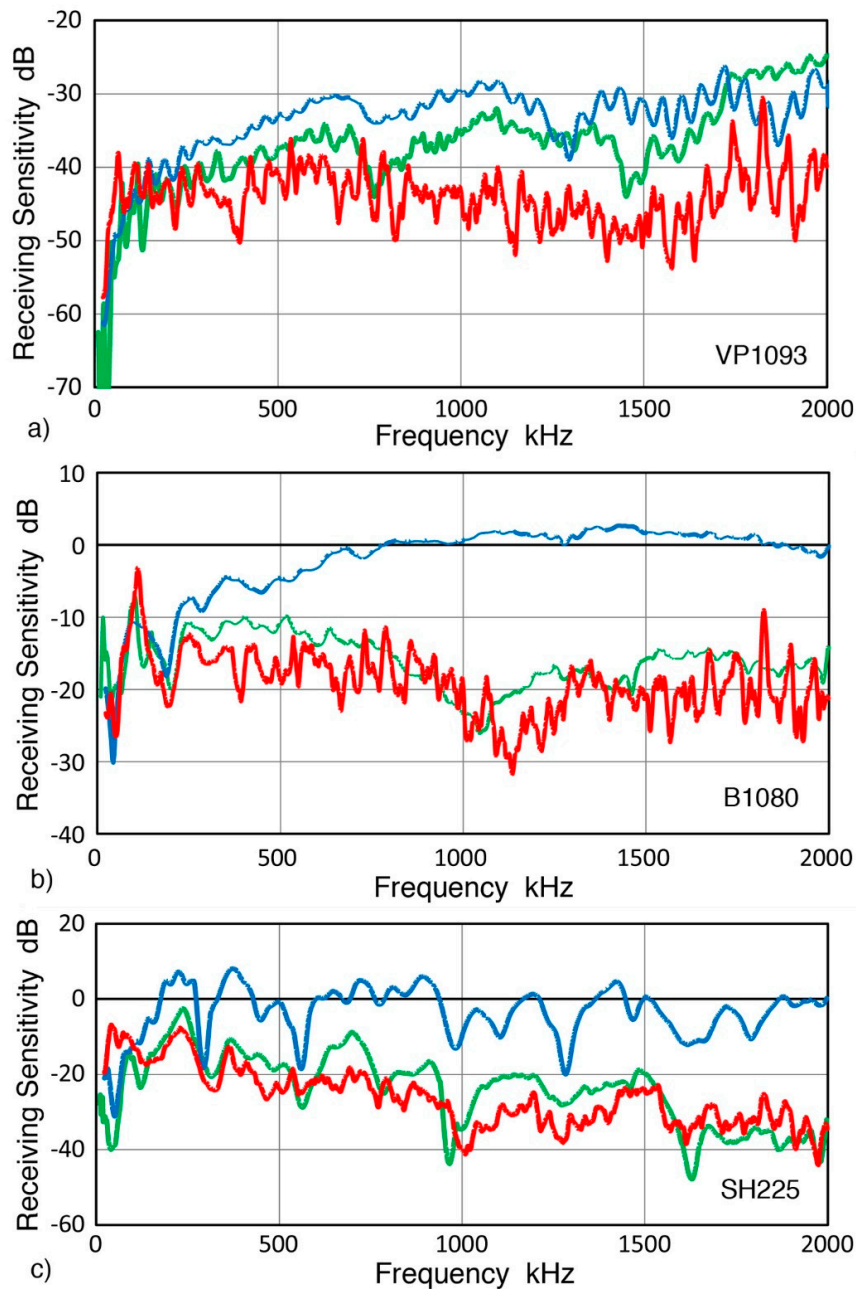 -20
-30
-40
-50
-60
-70
Receiving Sensitivity dB
VP1093
0 500 1000 1500 2000
a) Frequency kHz
10
0
-10
-20
-30
-40
Receiving Sensitivity dB
B1080
0 500 1000 1500 2000
b) Frequency kHz
20
0
-20
-40
-60
Receiving Sensitivity dB
SH225
0 500 1000 1500 2000
c) Frequency kHz